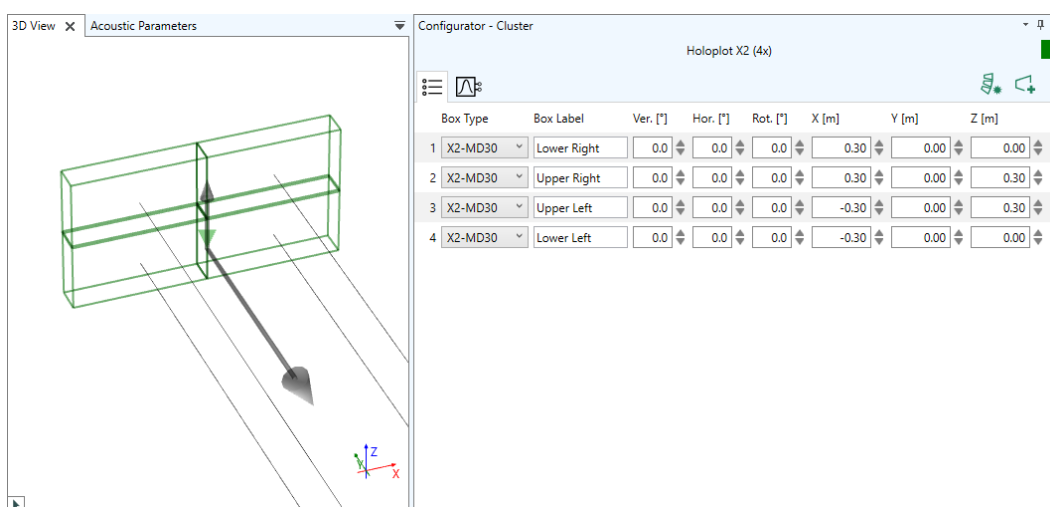 3D View X Acoustic Parameters
Z
Y
X
Configurator - Cluster
Holoplot X2 (4x)
Box Type Box Label Ver. [°] Hor. [°] Rot. [°] X [m] Y [m] Z [m]
1 X2-MD30 Lower Right 0.0 0.0 0.0 0.30 0.00 0.00
2 X2-MD30 Upper Right 0.0 0.0 0.0 0.30 0.00 0.30
3 X2-MD30 Upper Left 0.0 0.0 0.0 -0.30 0.00 0.30
4 X2-MD30 Lower Left 0.0 0.0 0.0 -0.30 0.00 0.00